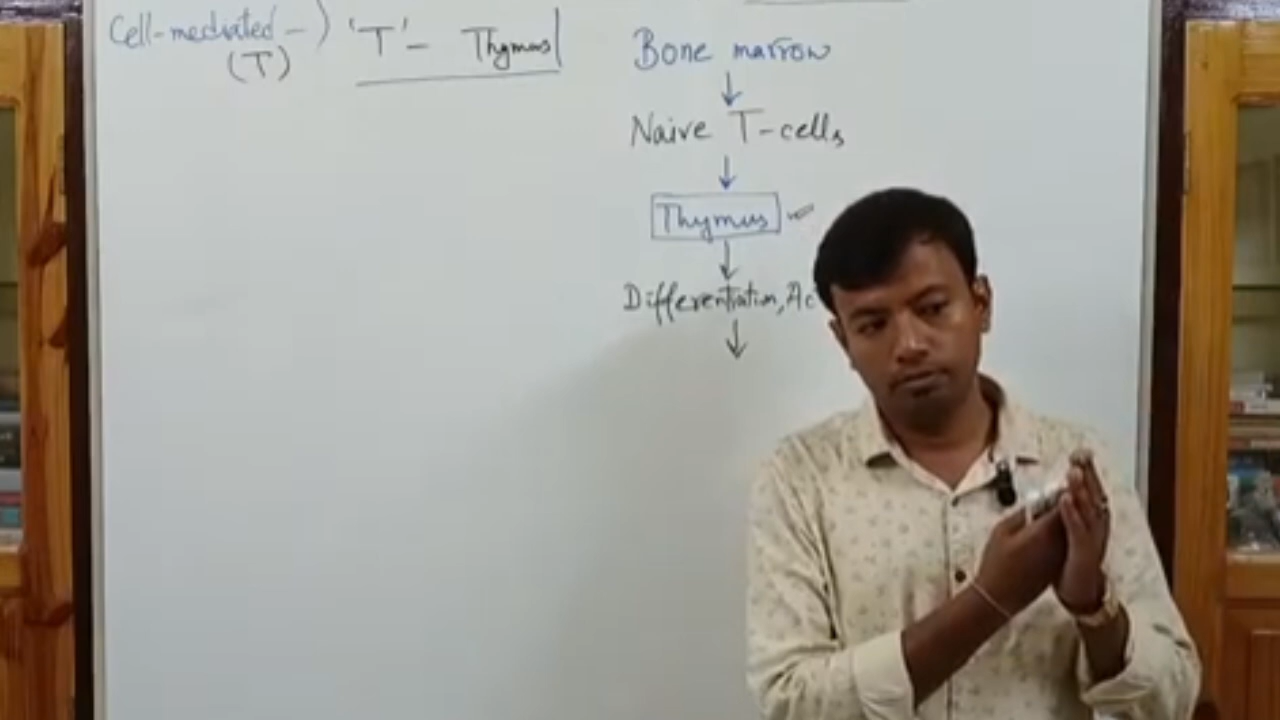 Cell-mediated -) 'T' - Thymus
(T)
Bone marrow
↓
Naive T-cells
↓
Thymus ✓
↓
Differentiation, Ac
↓